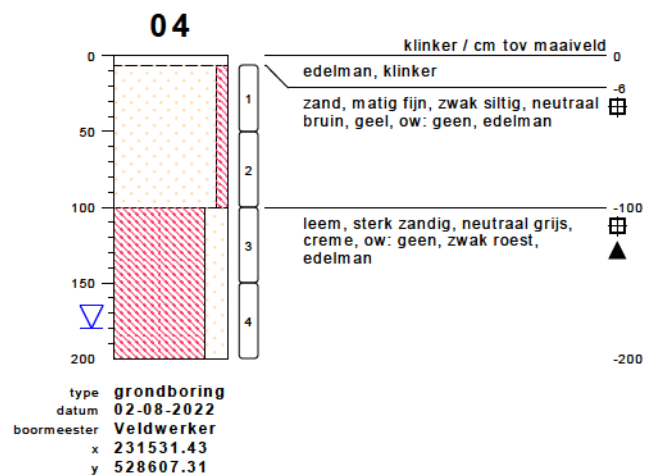 04
klinker / cm tov maaiveld
0
0
edelman, klinker
-6
1
zand, matig fijn, zwak siltig, neutraal
bruin, geel, ow: geen, edelman
50
2
100
-100
leem, sterk zandig, neutraal grijs,
creme, ow: geen, zwak roest,
edelman
3
150
4
200
-200
type grondboring
datum 02-08-2022
boormeester Veldwerker
x 231531.43
y 528607.31